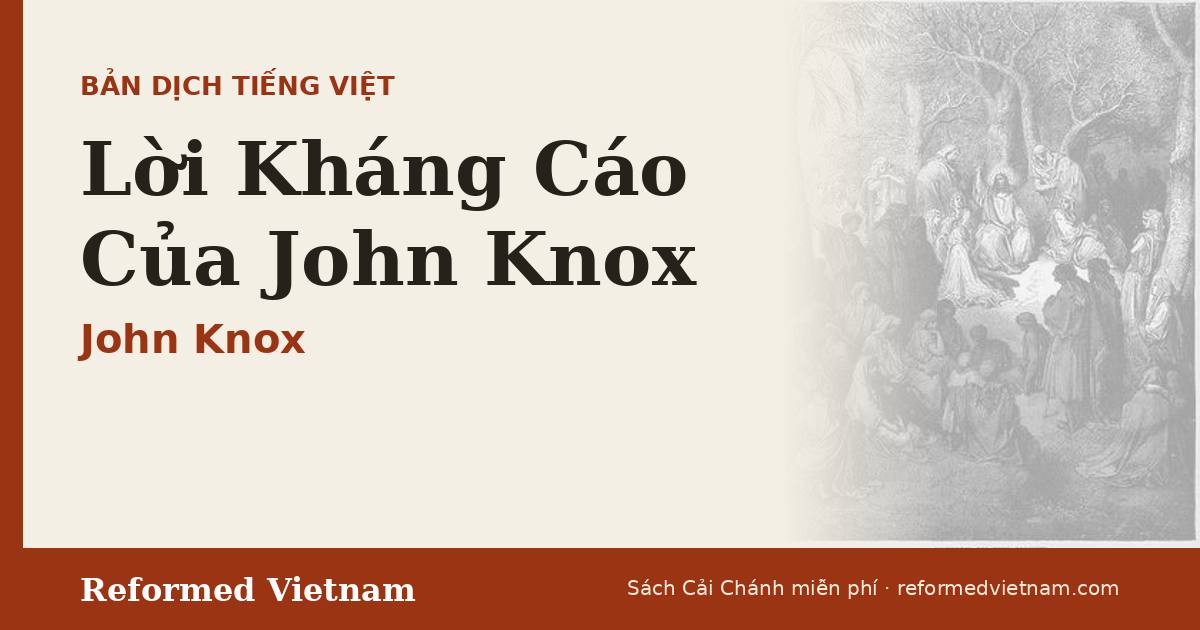 BẢN DỊCH TIẾNG VIỆT
Lời Kháng Cáo
Của John Knox
John Knox
Reformed Vietnam
Sách Cải Chánh miễn phí · reformedvietnam.com